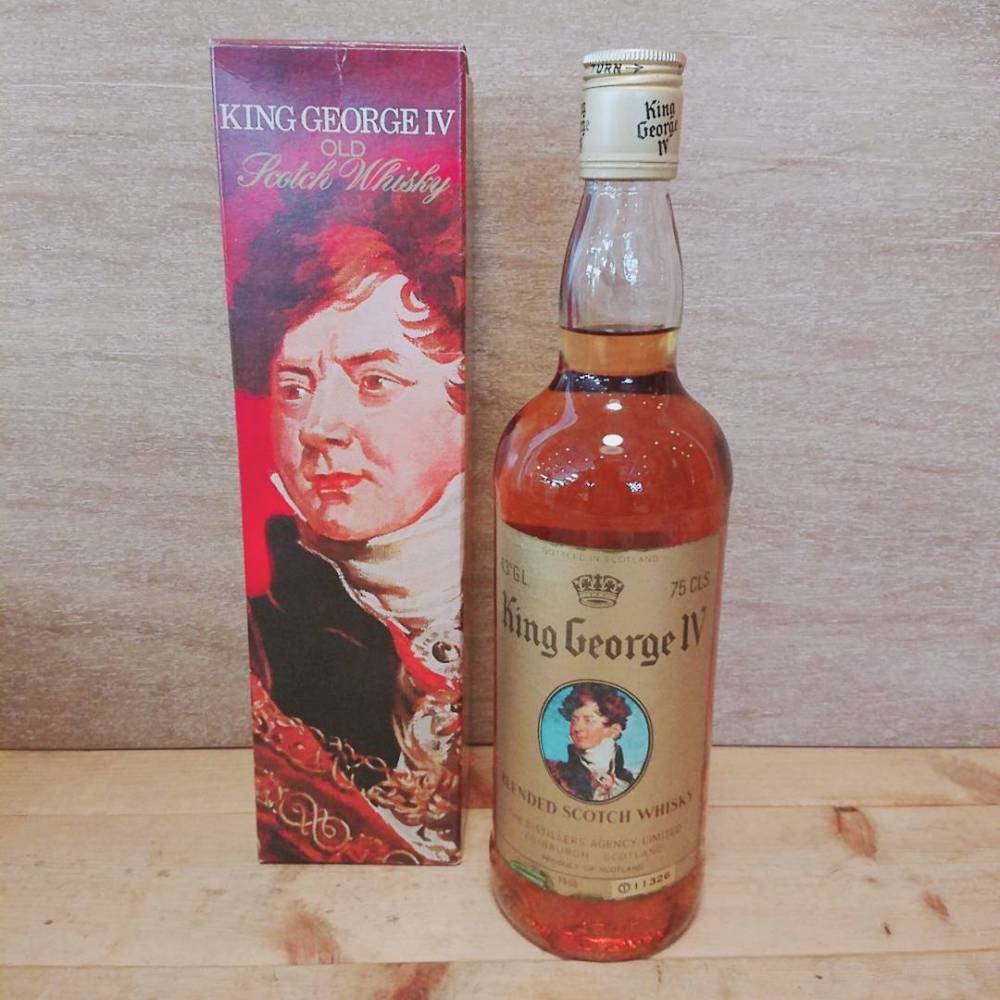 KING GEORGE IV
OLD
Scotch Whisky
TURN
King
George
IV
BOTTLED IN SCOTLAND
43°GL
75 CLS
King George IV
BLENDED SCOTCH WHISKY
THE DISTILLERS AGENCY LIMITED
EDINBURGH SCOTLAND
PRODUCT OF SCOTLAND
11326